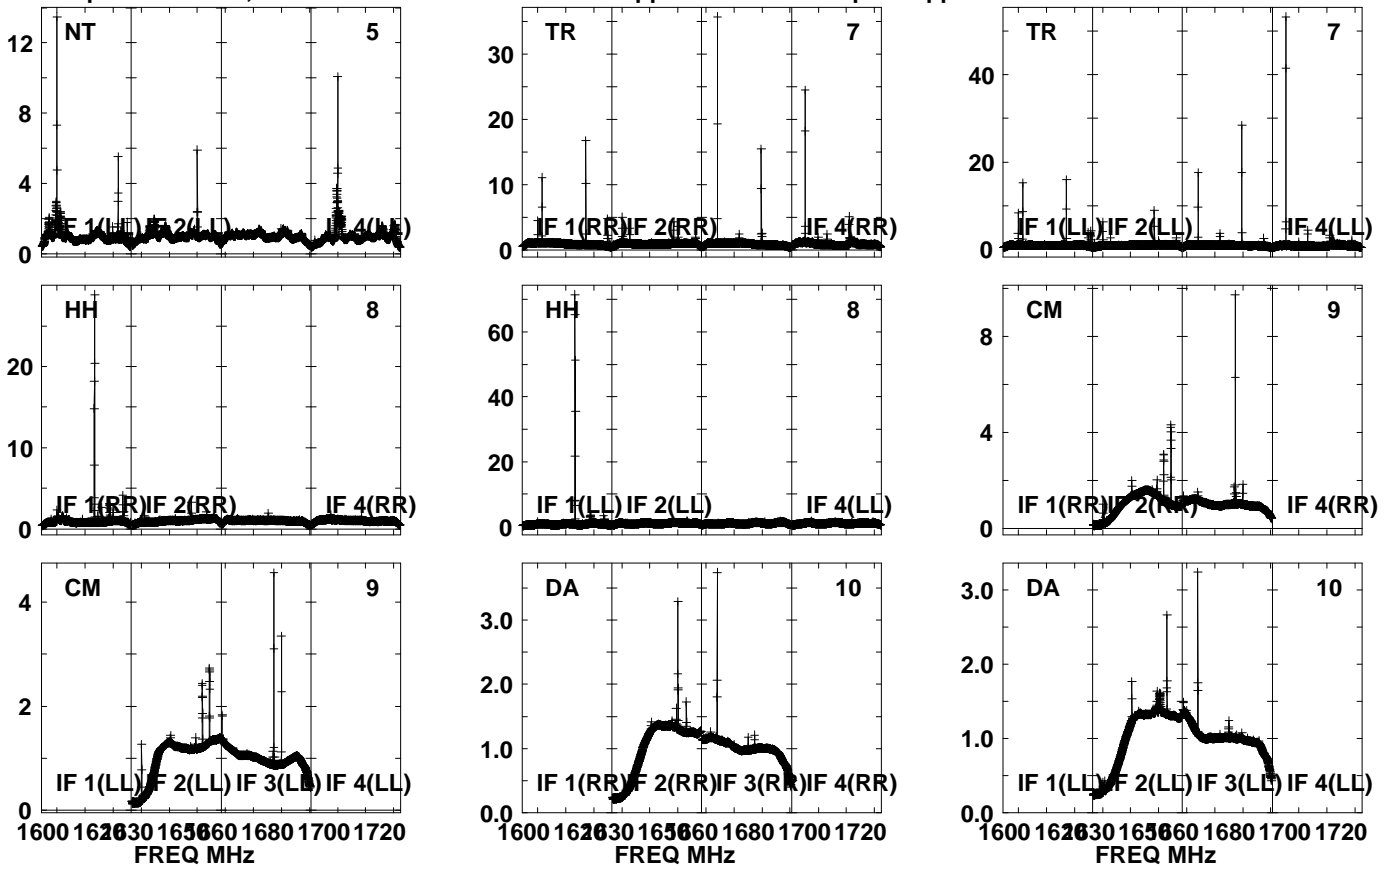 NT 5
12
8
4
0
IF 1(LL) IF 2(LL) IF 4(LL)
TR 7
30
20
10
0
IF 1(RR) IF 2(RR) IF 4(RR)
TR 7
40
20
0
IF 1(LL) IF 2(LL) IF 4(LL)
HH 8
20
10
0
IF 1(RR) IF 2(RR) IF 4(RR)
HH 8
60
40
20
0
IF 1(LL) IF 2(LL) IF 4(LL)
CM 9
8
4
0
IF 1(RR) IF 2(RR) IF 4(RR)
CM 9
4
2
0
IF 1(LL) IF 2(LL) IF 3(LL) IF 4(LL)
1600 1630 1680 1700 1720
FREQ MHz
DA 10
3.0
2.0
1.0
0.0
IF 1(RR) IF 2(RR) IF 3(RR) IF 4(RR)
1600 1630 1680 1700 1720
FREQ MHz
DA 10
3.0
2.0
1.0
0.0
IF 1(LL) IF 2(LL) IF 3(LL) IF 4(LL)
1600 1630 1680 1700 1720
FREQ MHz